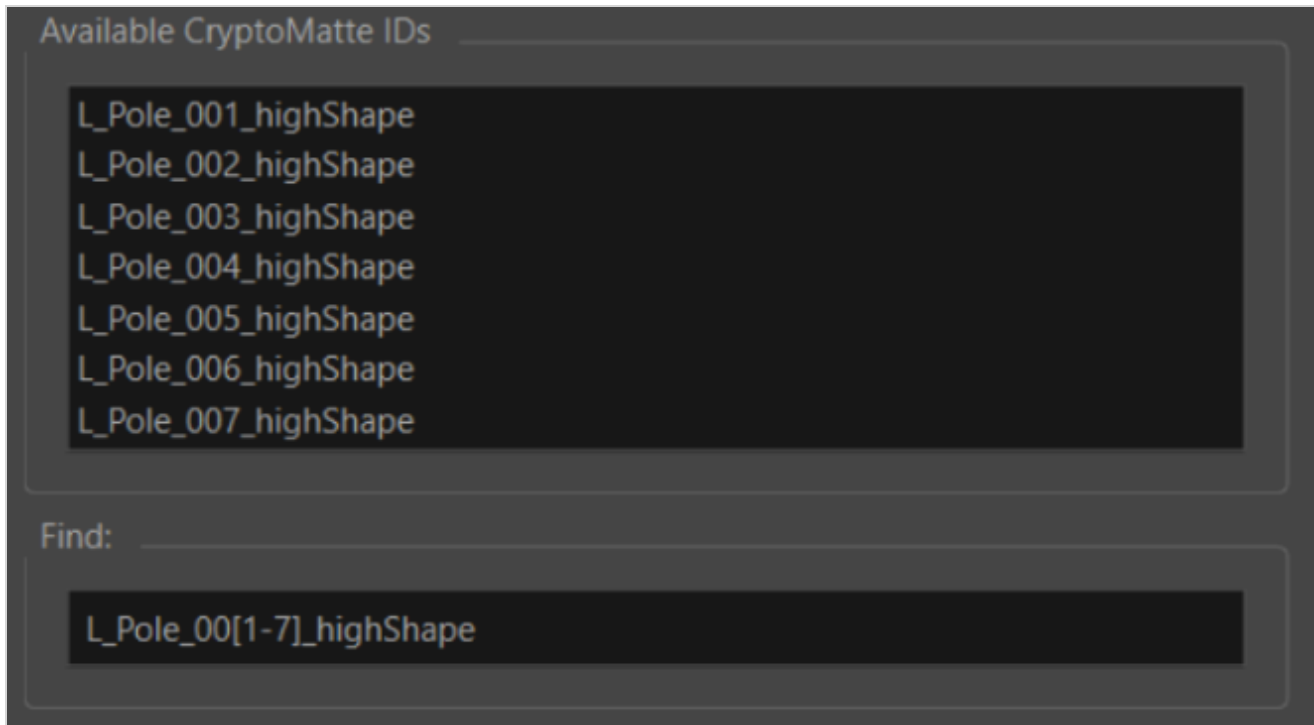 Available CryptoMatte IDs
L_Pole_001_highShape
L_Pole_002_highShape
L_Pole_003_highShape
L_Pole_004_highShape
L_Pole_005_highShape
L_Pole_006_highShape
L_Pole_007_highShape
Find:
L_Pole_00[1-7]_highShape